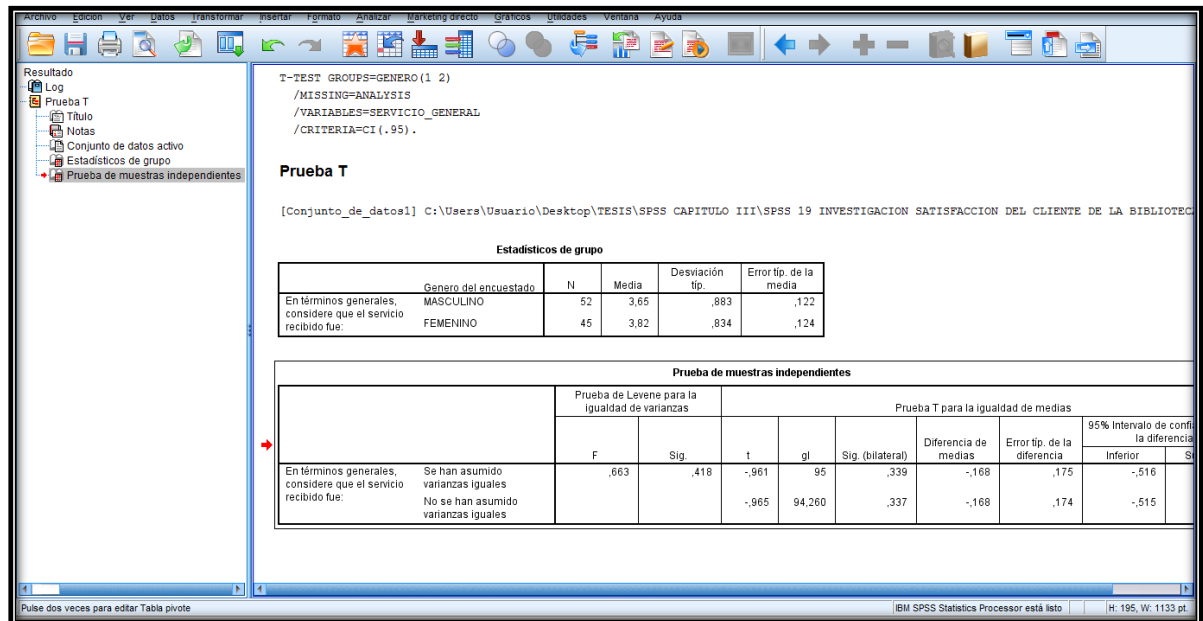 Archivo Edición Ver Datos Transformar Insertar Formato Analizar Marketing directo Gráficos Utilidades Ventana Ayuda
Resultado
Log
Prueba T
Título
Notas
Conjunto de datos activo
Estadísticos de grupo
Prueba de muestras independientes
T-TEST GROUPS=GENERO(1 2)
/MISSING=ANALYSIS
/VARIABLES=SERVICIO_GENERAL
/CRITERIA=CI(.95).
Prueba T
[Conjunto_de_datos1] C:\Users\Usuario\Desktop\TESIS\SPSS CAPITULO III\SPSS 19 INVESTIGACION SATISFACCION DEL CLIENTE DE LA BIBLIOTECA
Estadísticos de grupo
Genero del encuestado N Media Desviación típ. Error típ. de la media
En términos generales, considere que el servicio recibido fue: MASCULINO 52 3,65 ,883 ,122
FEMENINO 45 3,82 ,834 ,124
Prueba de muestras independientes
Prueba de Levene para la igualdad de varianzas Prueba T para la igualdad de medias
95% Intervalo de confi
la diferencia
F Sig. t gl Sig. (bilateral) Diferencia de medias Error típ. de la diferencia Inferior
En términos generales, considere que el servicio recibido fue: Se han asumido varianzas iguales ,663 ,418 -,961 95 ,339 -,168 ,175 -,516
No se han asumido varianzas iguales -,965 94,260 ,337 -,168 ,174 -,515
Pulse dos veces para editar Tabla pivote IBM SPSS Statistics Processor está listo H: 195, W: 1133 pt.